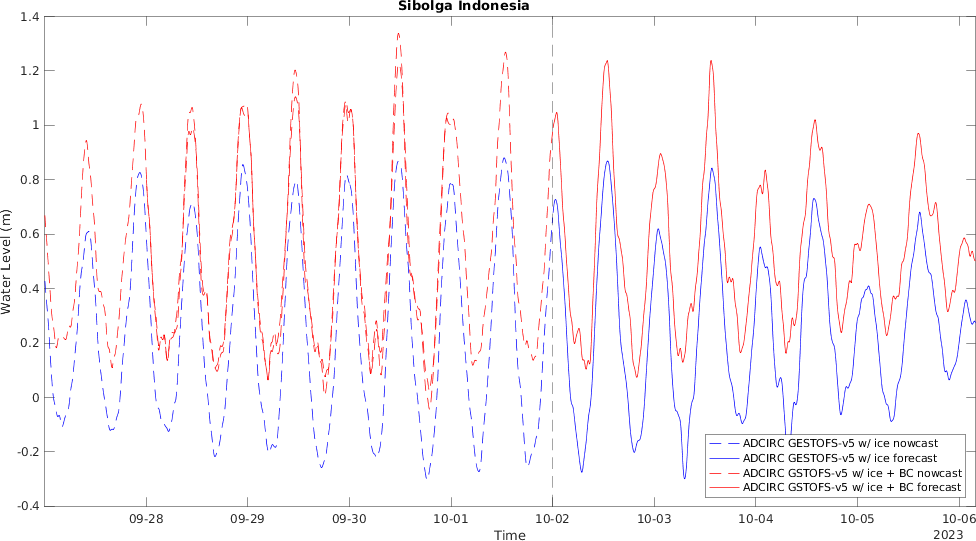 Sibolga Indonesia
Water Level (m)
1.4
1.2
1
0.8
0.6
0.4
0.2
0
-0.2
-0.4
ADCIRC GESTOFS-v5 w/ ice nowcast
ADCIRC GESTOFS-v5 w/ ice forecast
ADCIRC GSTOFS-v5 w/ ice + BC nowcast
ADCIRC GSTOFS-v5 w/ ice + BC forecast
09-28 09-29 09-30 10-01 10-02 10-03 10-04 10-05 10-06
Time 2023